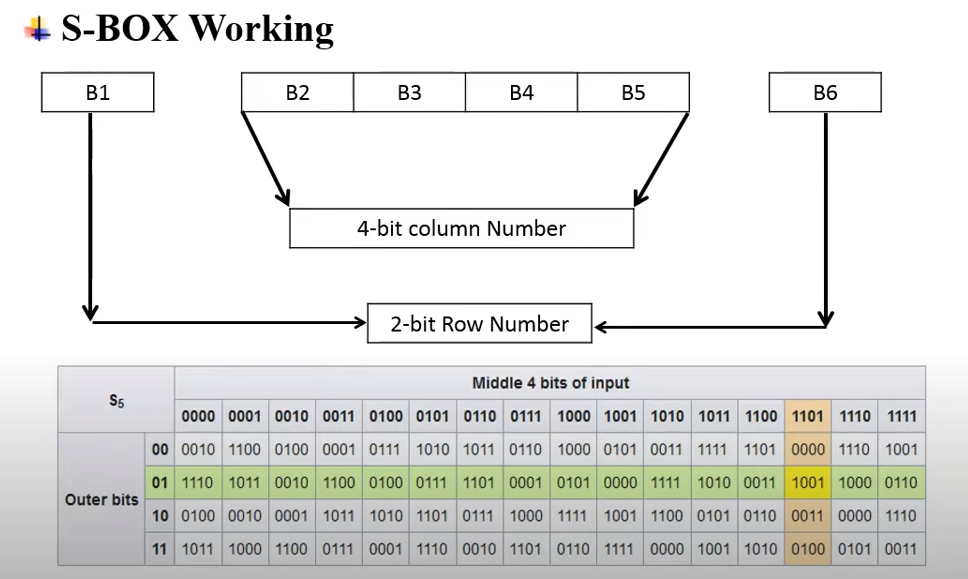 S-BOX Working
B1 B2 B3 B4 B5 B6
4-bit column Number
2-bit Row Number
S5 Middle 4 bits of input
0000 0001 0010 0011 0100 0101 0110 0111 1000 1001 1010 1011 1100 1101 1110 1111
Outer bits
00 0010 1100 0100 0001 0111 1010 1011 0110 1000 0101 0011 1111 1101 0000 1110 1001
01 1110 1011 0010 1100 0100 0111 1101 0001 0101 0000 1111 1010 0011 1001 1000 0110
10 0100 0010 0001 1011 1010 1101 0111 1000 1111 1001 1100 0101 0110 0011 0000 1110
11 1011 1000 1100 0111 0001 1110 0010 1101 0110 1111 0000 1001 1010 0100 0101 0011